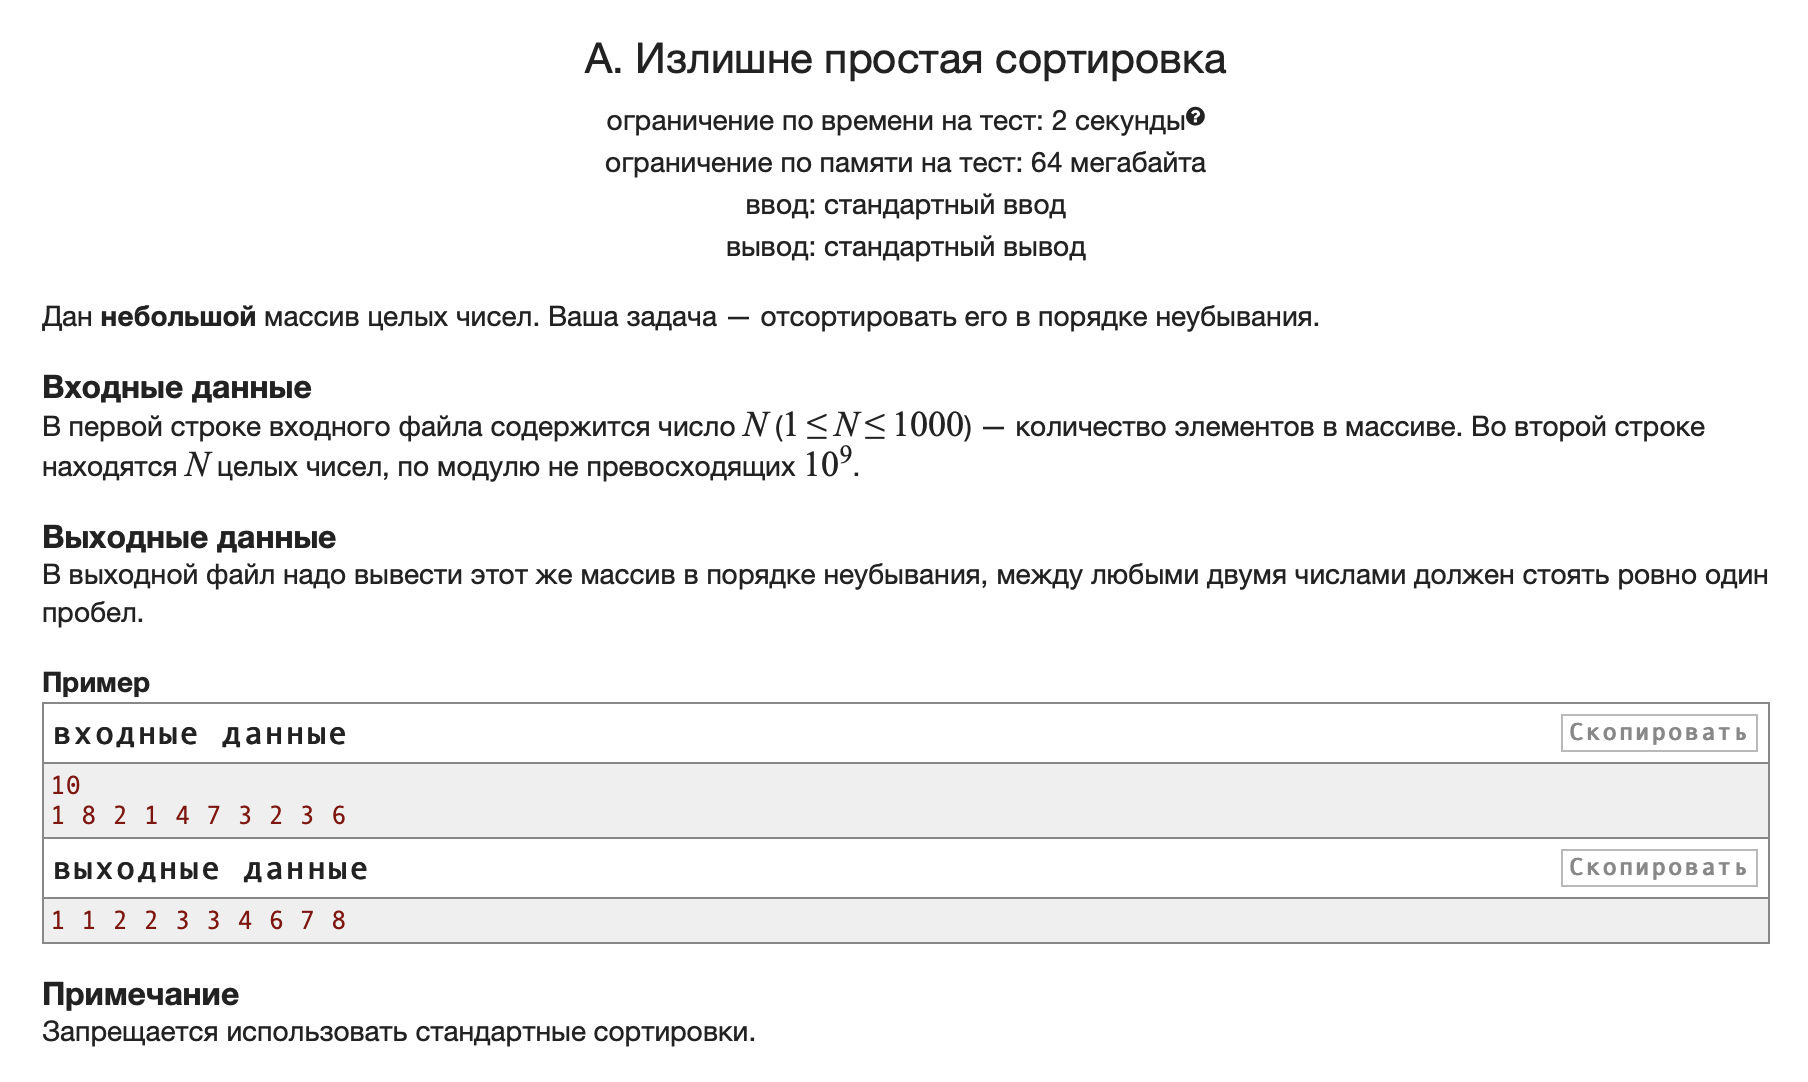 A. Излишне простая сортировка
ограничение по времени на тест: 2 секунды?
ограничение по памяти на тест: 64 мегабайта
ввод: стандартный ввод
вывод: стандартный вывод
Дан небольшой массив целых чисел. Ваша задача — отсортировать его в порядке неубывания.
Входные данные
В первой строке входного файла содержится число N (1 ≤ N ≤ 1000) — количество элементов в массиве. Во второй строке
находятся N целых чисел, по модулю не превосходящих 10⁹.
Выходные данные
В выходной файл надо вывести этот же массив в порядке неубывания, между любыми двумя числами должен стоять ровно один
пробел.
Пример
входные данные Скопировать
10
1 8 2 1 4 7 3 2 3 6
выходные данные Скопировать
1 1 2 2 3 3 4 6 7 8
Примечание
Запрещается использовать стандартные сортировки.